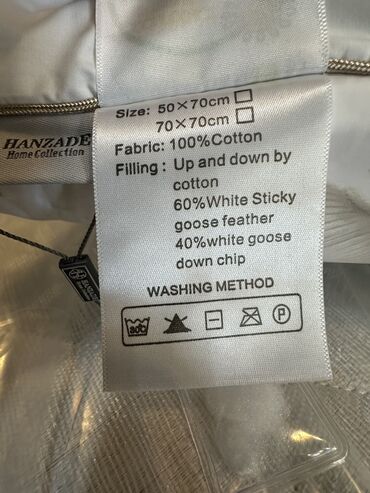 Size: 50×70cm
70×70cm
Fabric: 100%Cotton
Filling : Up and down by
cotton
60%White Sticky
goose feather
40%white goose
down chip
WASHING METHOD
P
HANZADE
Home Collection